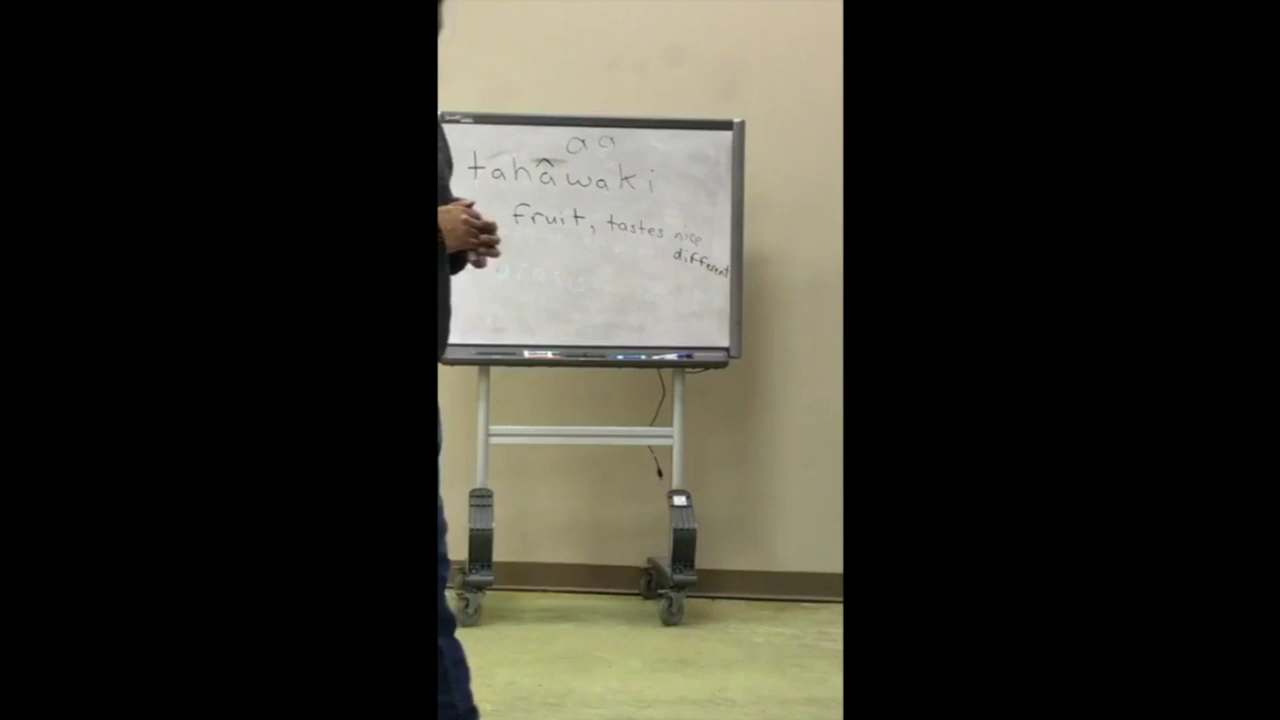 aa
tahâwaki
fruit, tastes nice
different